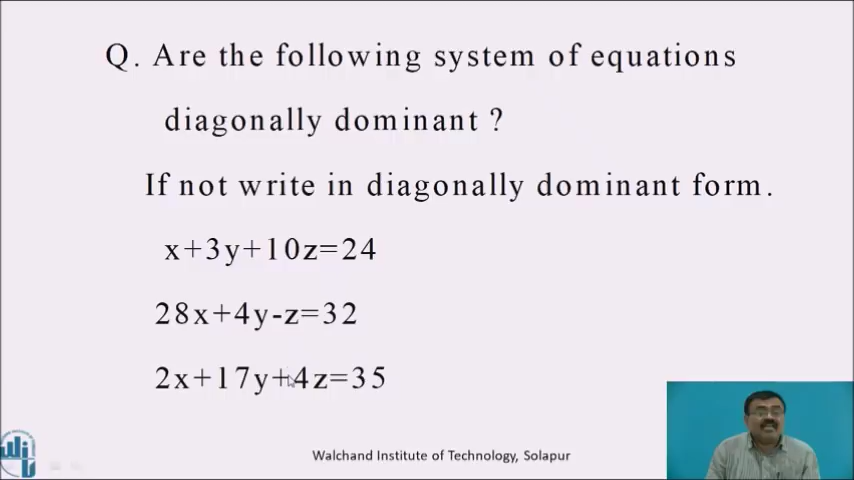 Q. Are the following system of equations
diagonally dominant ?
If not write in diagonally dominant form.
x+3y+10z=24
28x+4y-z=32
2x+17y+4z=35
Walchand Institute of Technology, Solapur